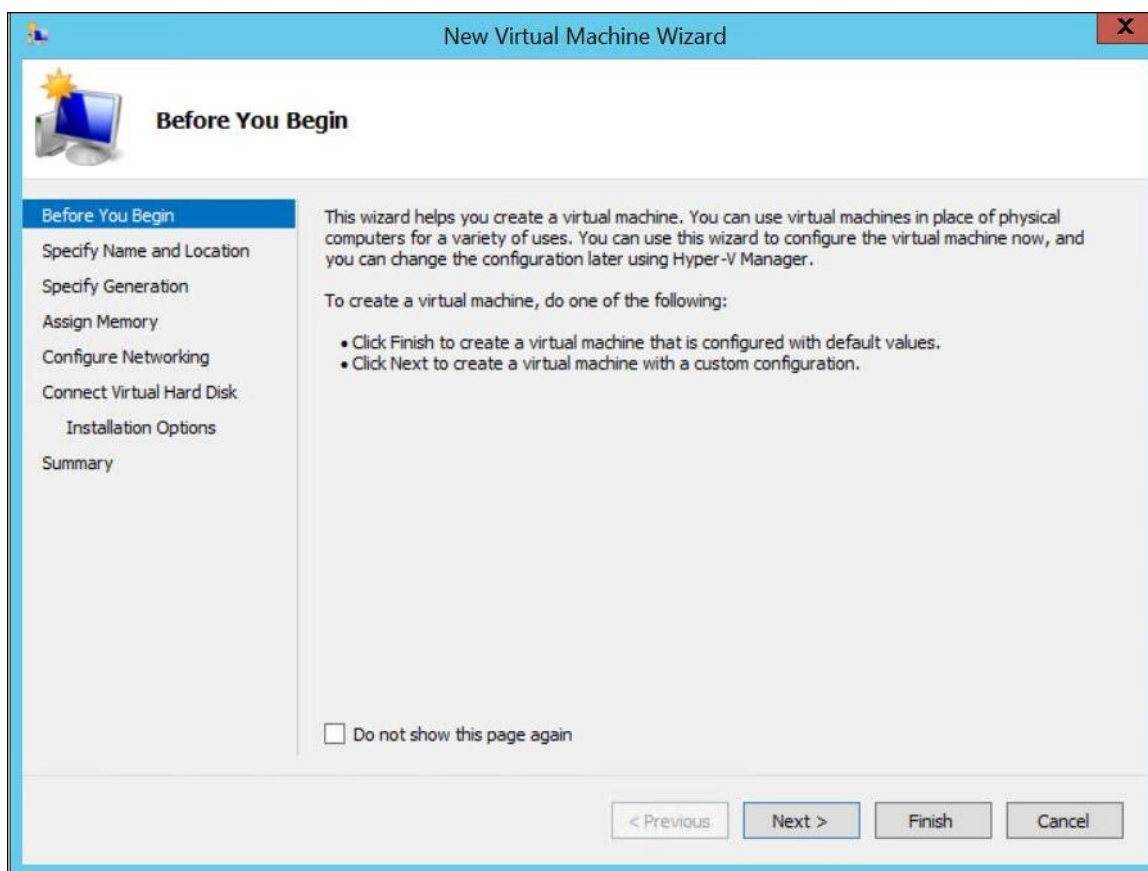 New Virtual Machine Wizard
X
Before You Begin
Before You Begin
Specify Name and Location
Specify Generation
Assign Memory
Configure Networking
Connect Virtual Hard Disk
Installation Options
Summary
This wizard helps you create a virtual machine. You can use virtual machines in place of physical
computers for a variety of uses. You can use this wizard to configure the virtual machine now, and
you can change the configuration later using Hyper-V Manager.
To create a virtual machine, do one of the following:
• Click Finish to create a virtual machine that is configured with default values.
• Click Next to create a virtual machine with a custom configuration.
Do not show this page again
< Previous
Next >
Finish
Cancel